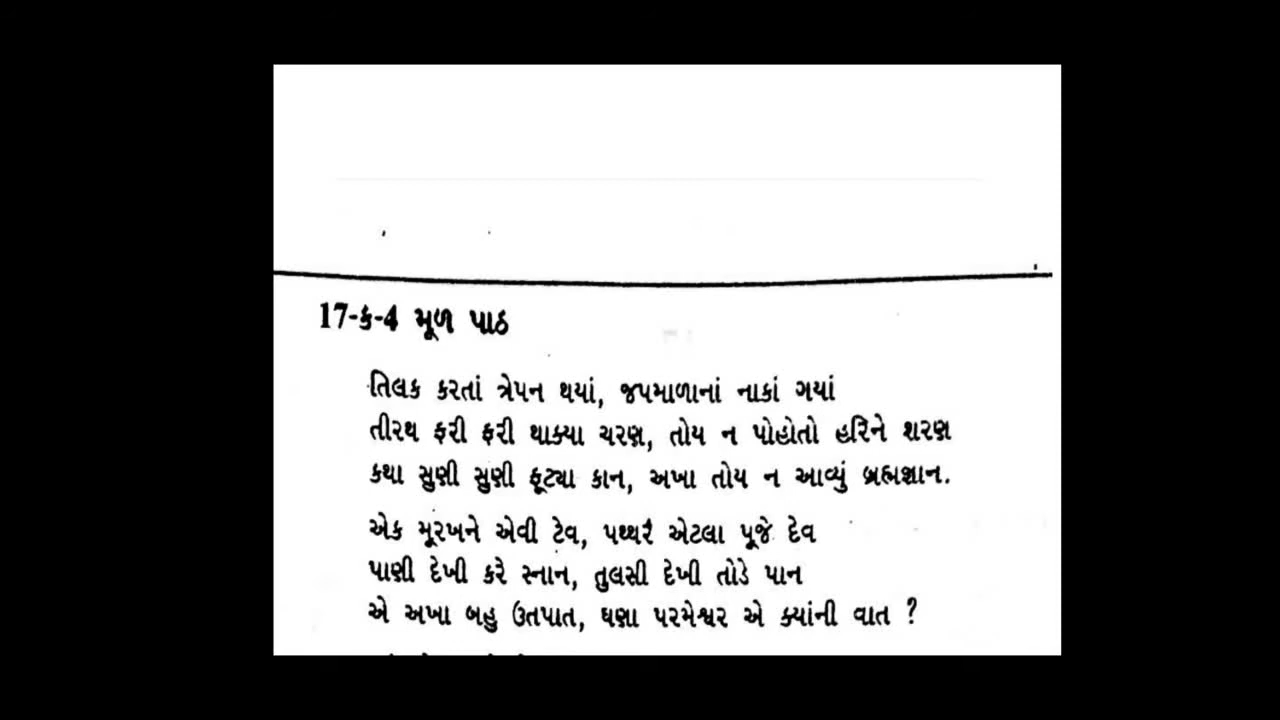 17-ક-4 મૂળ પાઠ
તિલક કરતાં ત્રેપન થયાં, જપમાળાનાં નાકાં ગયાં
તીરથ ફરી ફરી થાક્યા ચરણ, તોય ન પોહોતો હરિને શરણ
કથા સુણી સુણી ફૂટ્યા કાન, અખા તોય ન આવ્યું બ્રહ્મજ્ઞાન.
એક મૂરખને એવી ટેવ, પથ્થર એટલા પૂજે દેવ
પાણી દેખી કરે સ્નાન, તુલસી દેખી તોડે પાન
એ અખા બહુ ઉતપાત, ઘણા પરમેશ્વર એ ક્યાંની વાત ?